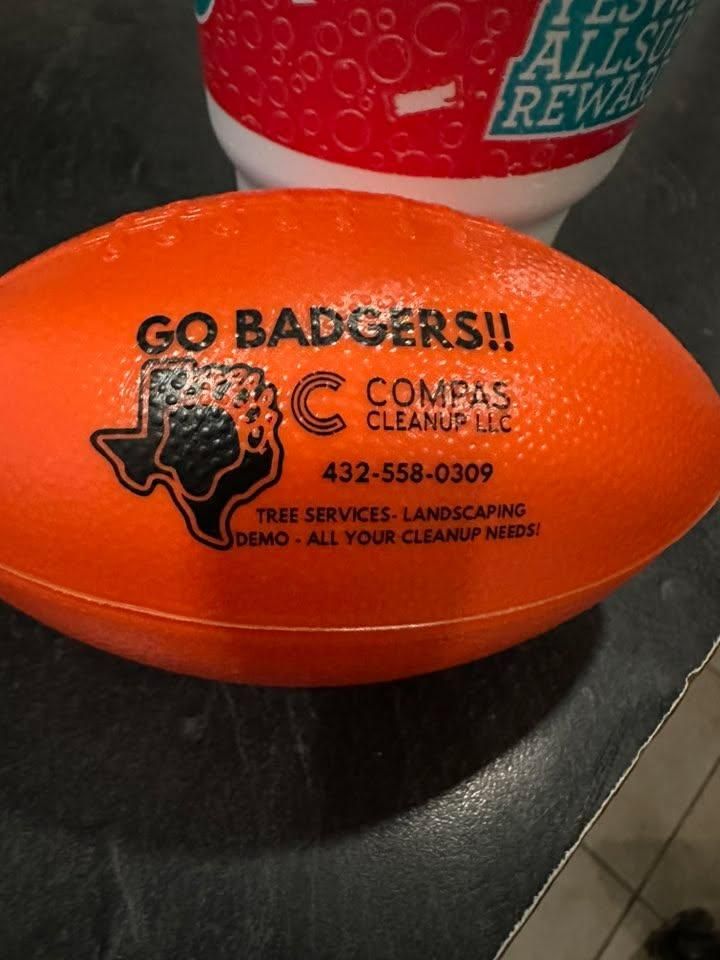 ALLSU
REWAR
GO BADGERS!!
C COMPAS
CLEANUP LLC
432-558-0309
TREE SERVICES- LANDSCAPING
DEMO - ALL YOUR CLEANUP NEEDS!